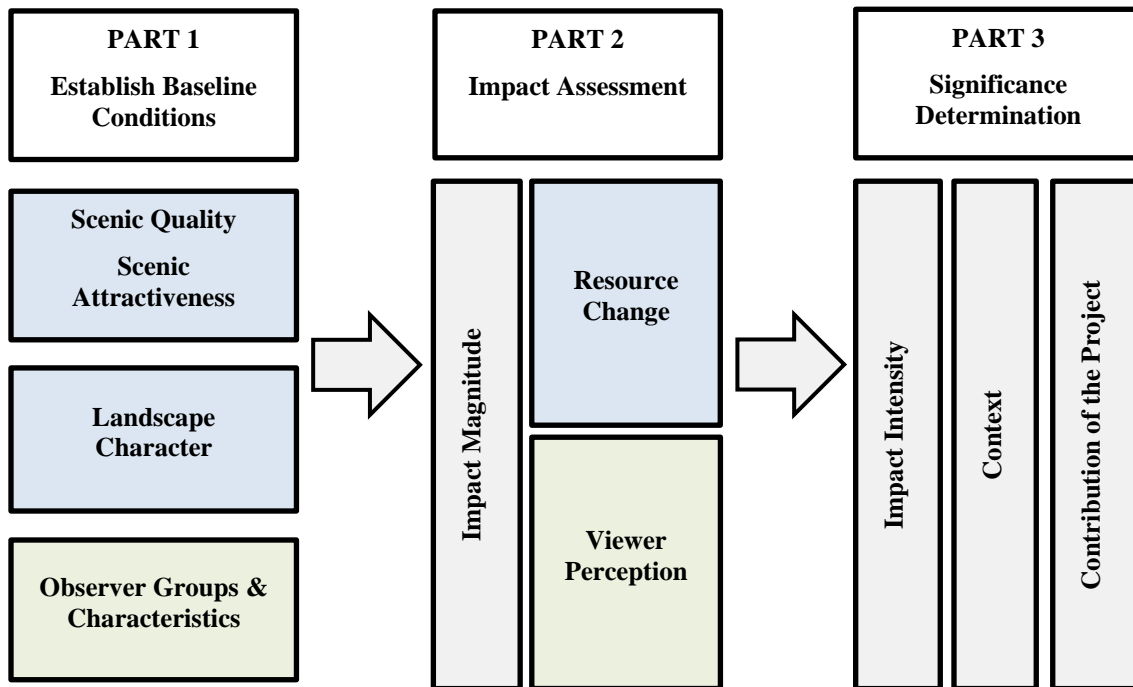 PART 1
Establish Baseline
Conditions
Scenic Quality
Scenic
Attractiveness
Landscape
Character
Observer Groups &
Characteristics
PART 2
Impact Assessment
Impact Magnitude
Resource
Change
Viewer
Perception
PART 3
Significance
Determination
Impact Intensity
Context
Contribution of the Project